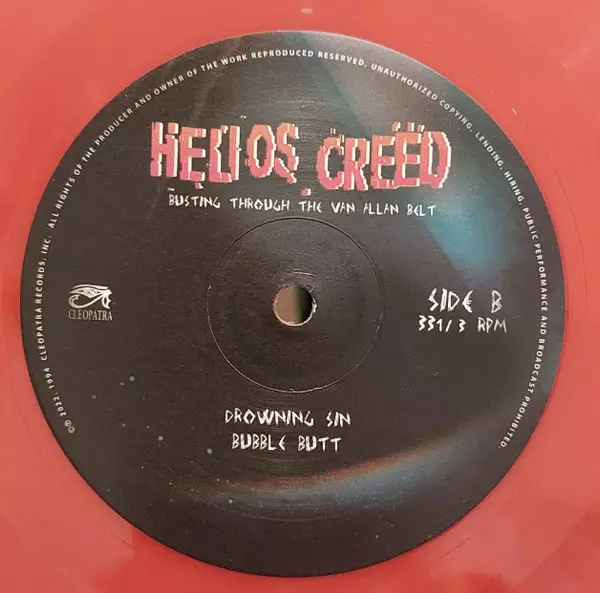 ALL RIGHTS OF THE PRODUCER AND OWNER OF THE WORK REPRODUCED RESERVED. UNAUTHORIZED COPYING, LENDING, HIRING, PUBLIC PERFORMANCE AND BROADCAST PROHIBITED.
HELIOS CREED
BUSTING THROUGH THE VAN ALLAN BELT
CLEOPATRA
SIDE B
331/3 RPM
DROWNING SIN
BUBBLE BUTT
©℗ 2022, 1994 CLEOPATRA RECORDS, INC.